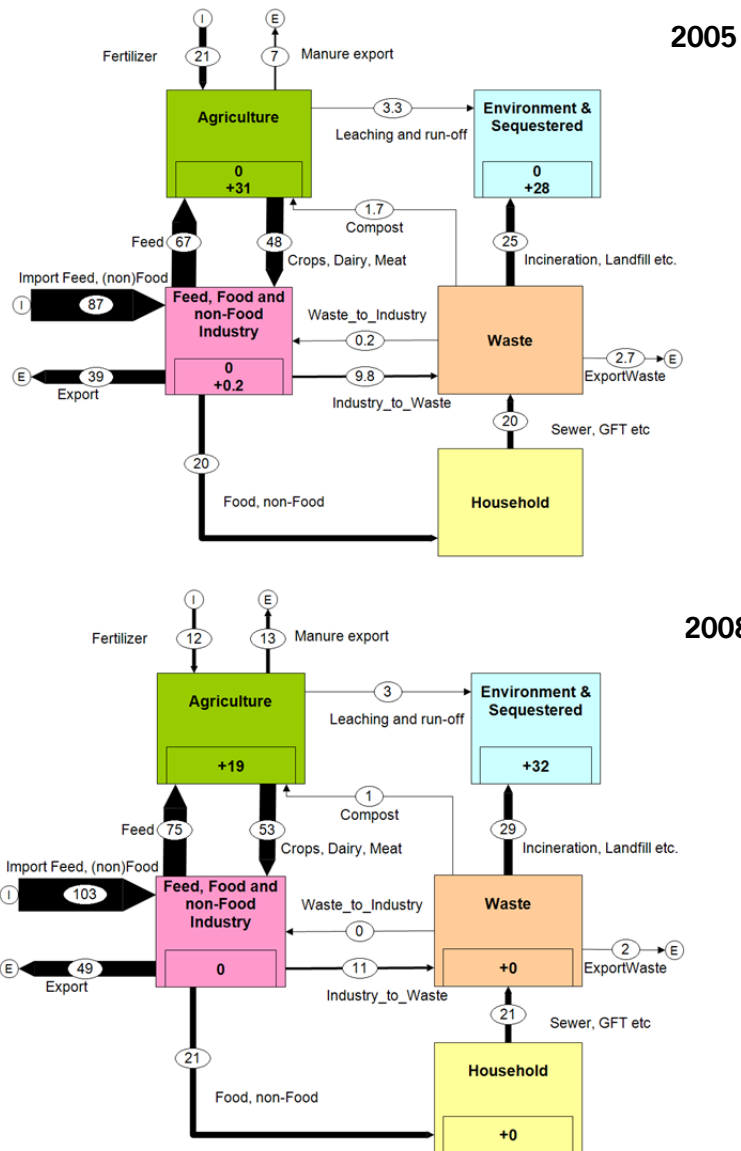 2005
I
E
Fertilizer
21
7
Manure export
Agriculture
0
+31
3.3
Leaching and run-off
Environment &
Sequestered
0
+28
1.7
Compost
Feed
67
48
Crops, Dairy, Meat
25
Incineration, Landfill etc.
Import Feed, (non)Food
I
87
Feed, Food and
non-Food
Industry
0
+0.2
Waste_to_Industry
0.2
Waste
E
39
Export
9.8
Industry_to_Waste
2.7
E
ExportWaste
20
Sewer, GFT etc
20
Food, non-Food
Household
2008
I
E
Fertilizer
12
13
Manure export
Agriculture
+19
3
Leaching and run-off
Environment &
Sequestered
+32
1
Compost
Feed
75
53
Crops, Dairy, Meat
29
Incineration, Landfill etc.
Import Feed, (non)Food
I
103
Feed, Food and
non-Food
Industry
0
Waste_to_Industry
0
Waste
+0
E
49
Export
11
Industry_to_Waste
2
E
ExportWaste
21
Sewer, GFT etc
21
Food, non-Food
Household
+0